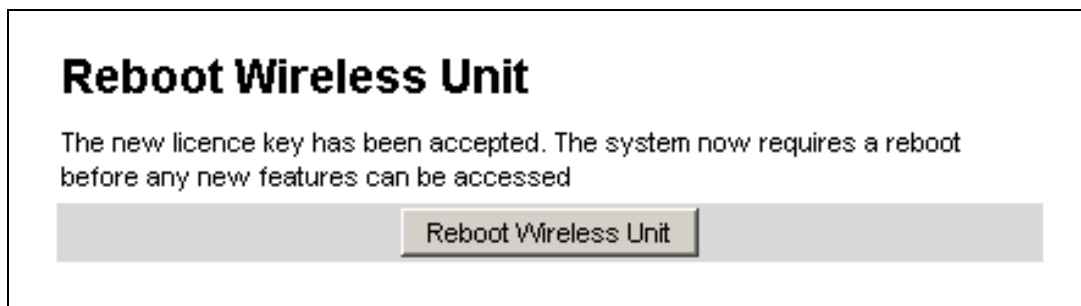 Reboot Wireless Unit
The new licence key has been accepted. The system now requires a reboot
before any new features can be accessed
Reboot Wireless Unit